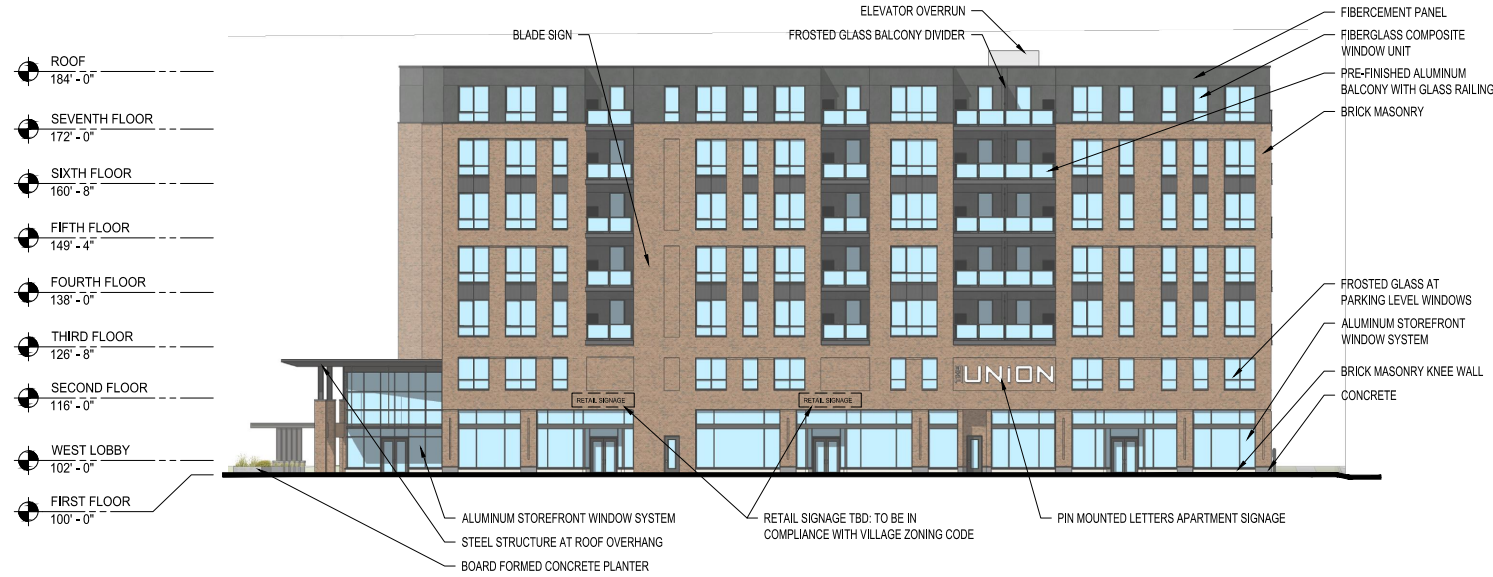 ROOF
184' - 0"
SEVENTH FLOOR
172' - 0"
SIXTH FLOOR
160' - 8"
FIFTH FLOOR
149' - 4"
FOURTH FLOOR
138' - 0"
THIRD FLOOR
126' - 8"
SECOND FLOOR
116' - 0"
WEST LOBBY
102' - 0"
FIRST FLOOR
100' - 0"
BLADE SIGN
ELEVATOR OVERRUN
FROSTED GLASS BALCONY DIVIDER
FIBERCEMENT PANEL
FIBERGLASS COMPOSITE
WINDOW UNIT
PRE-FINISHED ALUMINUM
BALCONY WITH GLASS RAILING
BRICK MASONRY
FROSTED GLASS AT
PARKING LEVEL WINDOWS
ALUMINUM STOREFRONT
WINDOW SYSTEM
BRICK MASONRY KNEE WALL
CONCRETE
UNiON
RETAIL SIGNAGE
RETAIL SIGNAGE
ALUMINUM STOREFRONT WINDOW SYSTEM
STEEL STRUCTURE AT ROOF OVERHANG
BOARD FORMED CONCRETE PLANTER
RETAIL SIGNAGE TBD: TO BE IN
COMPLIANCE WITH VILLAGE ZONING CODE
PIN MOUNTED LETTERS APARTMENT SIGNAGE